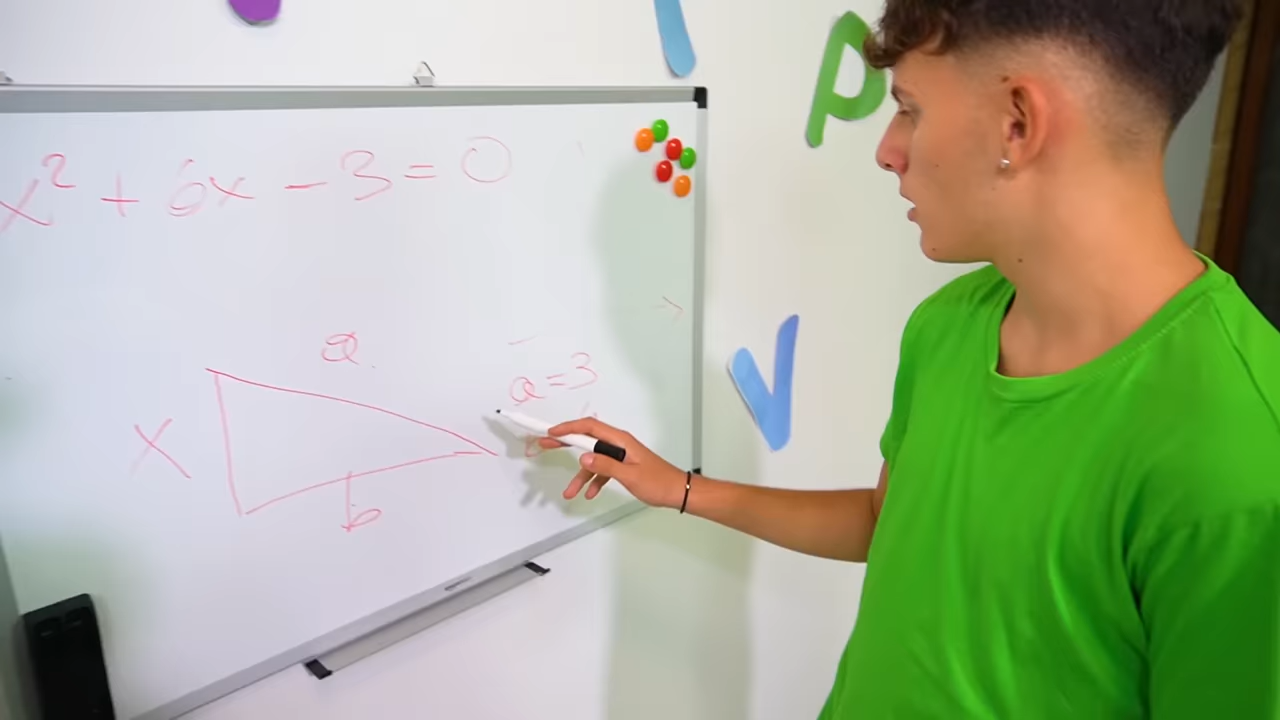 P
x² + 6x - 3 = 0
a
a = 3
x
b
V